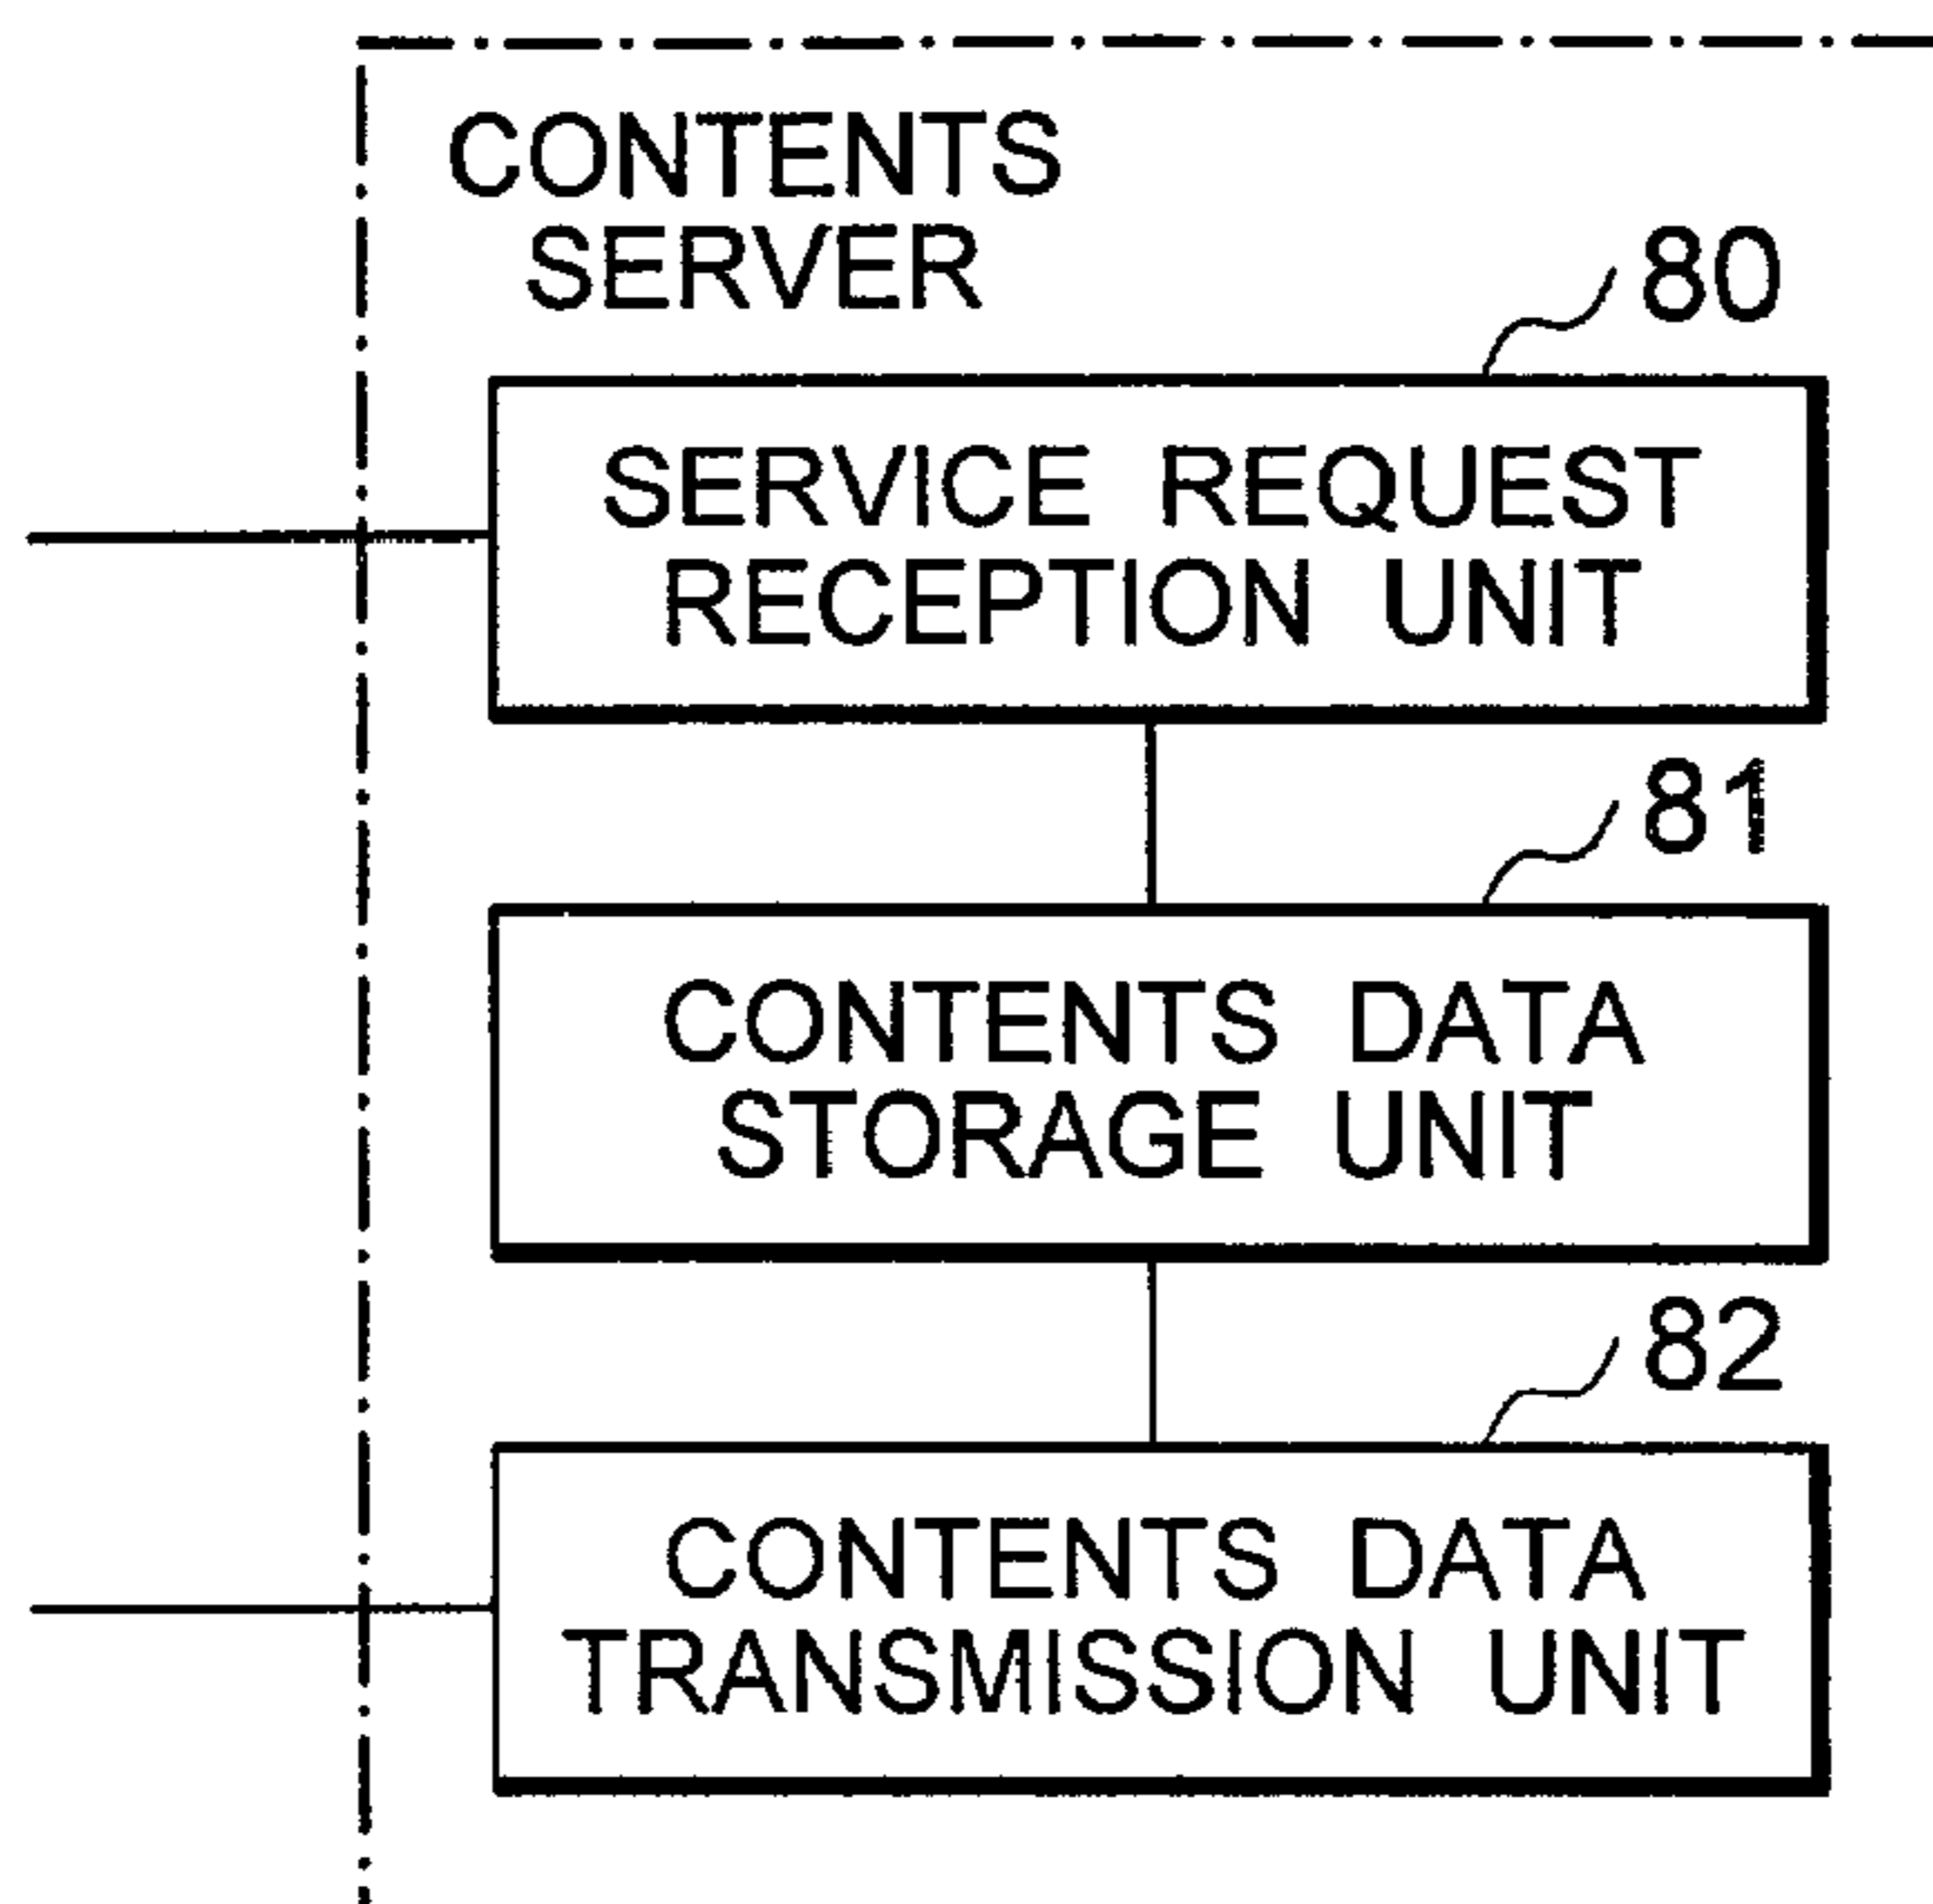 CONTENTS
SERVER
80
SERVICE REQUEST
RECEPTION UNIT
81
CONTENTS DATA
STORAGE UNIT
82
CONTENTS DATA
TRANSMISSION UNIT